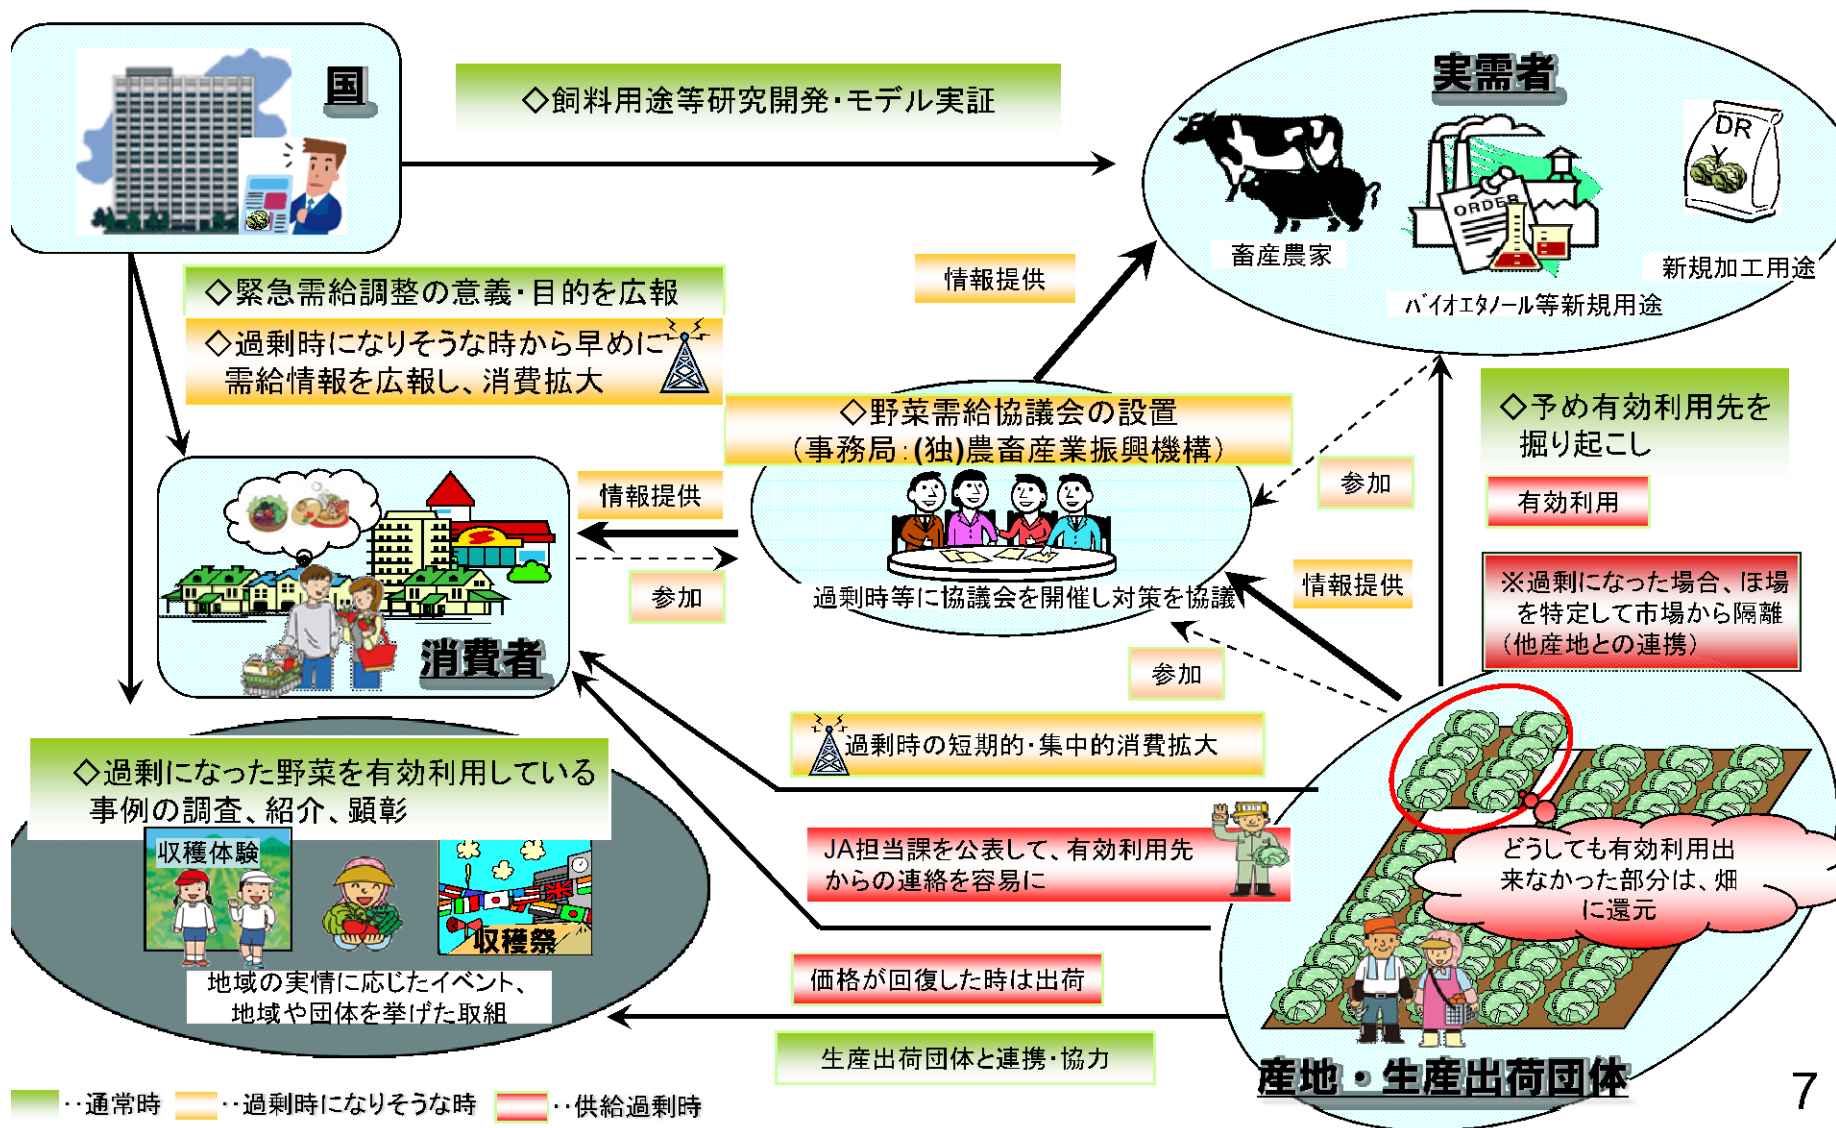 国
◇飼料用途等研究開発・モデル実証
実需者
DR
Y
ORDER
畜産農家
新規加工用途
バイオエタノール等新規用途
◇緊急需給調整の意義・目的を広報
◇過剰時になりそうな時から早めに
需給情報を広報し、消費拡大
情報提供
◇野菜需給協議会の設置
(事務局:(独)農畜産業振興機構)
過剰時等に協議会を開催し対策を協議
情報提供
参加
消費者
参加
◇予め有効利用先を
掘り起こし
有効利用
情報提供
※過剰になった場合、ほ場
を特定して市場から隔離
(他産地との連携)
参加
過剰時の短期的・集中的消費拡大
◇過剰になった野菜を有効利用している
事例の調査、紹介、顕彰
収穫体験
収穫祭
地域の実情に応じたイベント、
地域や団体を挙げた取組
JA担当課を公表して、有効利用先
からの連絡を容易に
どうしても有効利用出
来なかった部分は、畑
に還元
価格が回復した時は出荷
生産出荷団体と連携・協力
産地・生産出荷団体
‥通常時
‥過剰時になりそうな時
‥供給過剰時
7